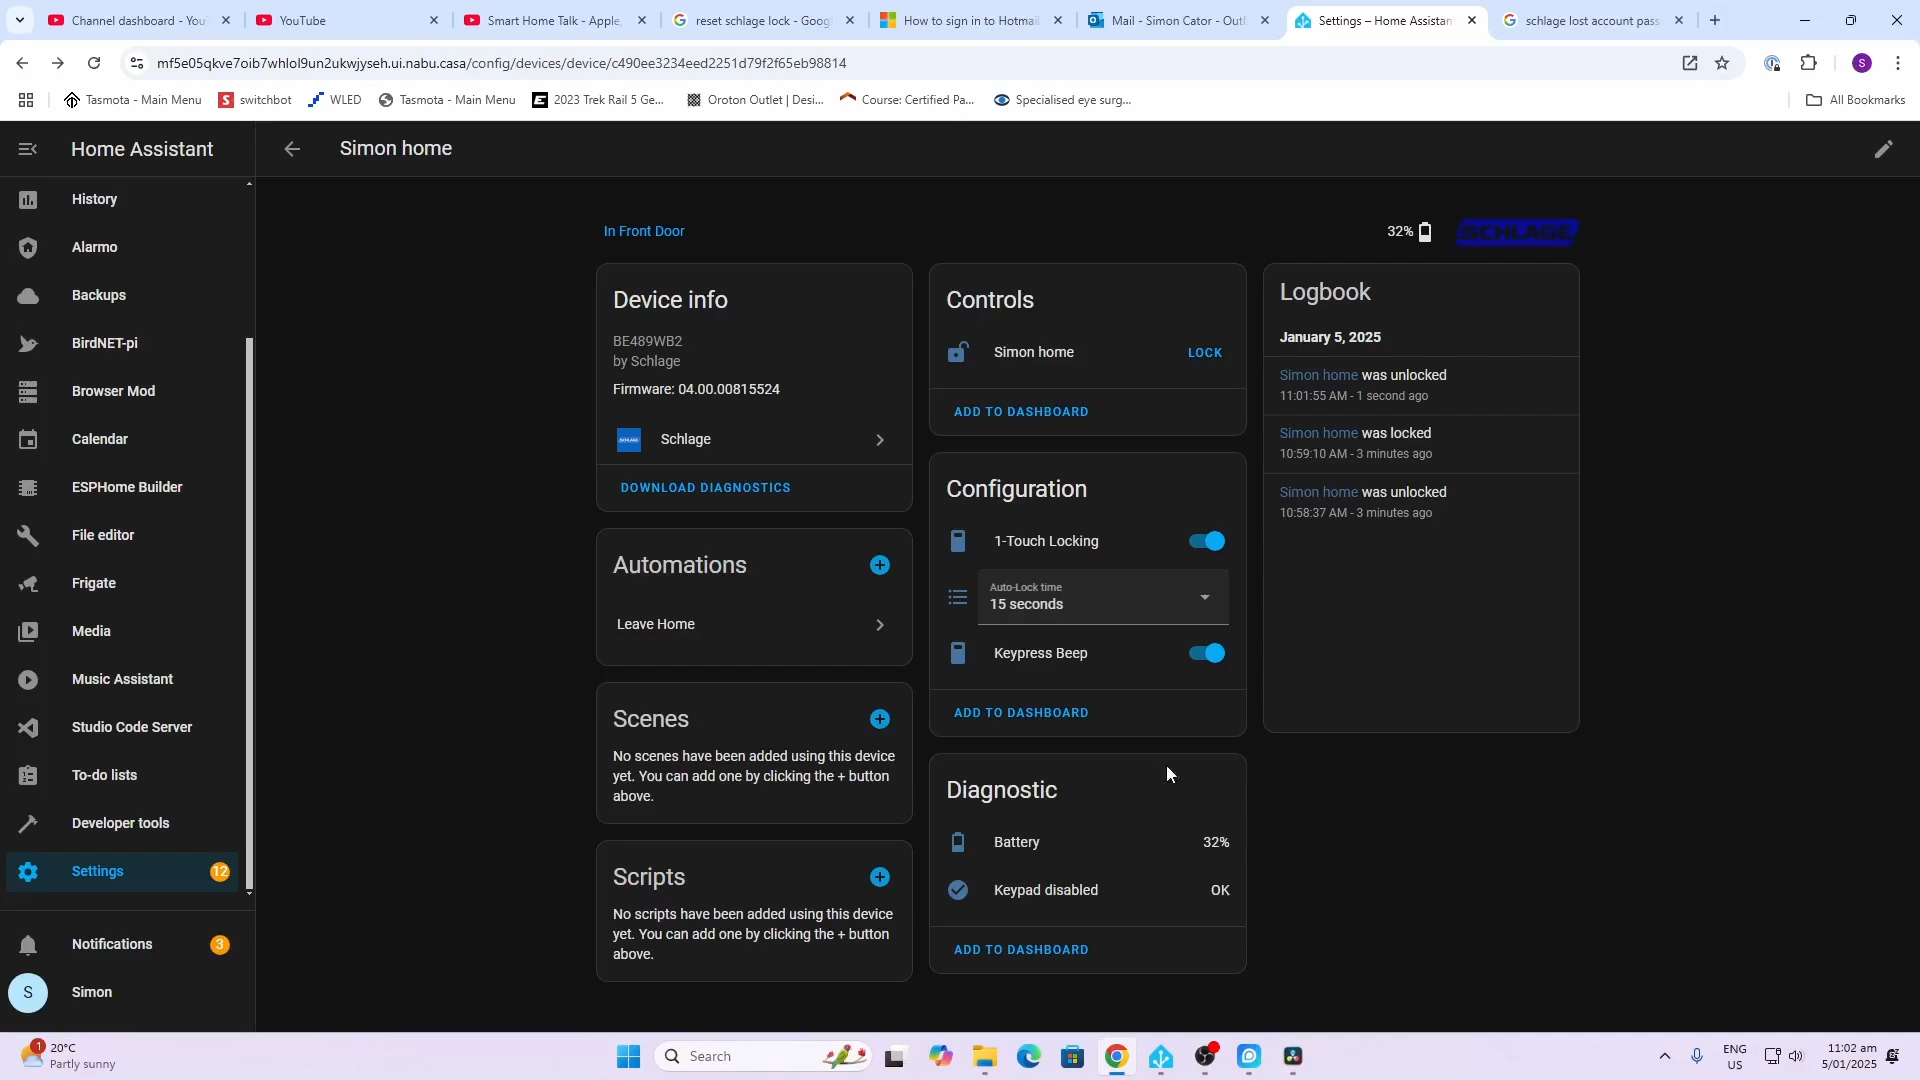 Channel dashboard - You
YouTube
Smart Home Talk - Apple,
reset schlage lock - Goog
How to sign in to Hotmai
Mail - Simon Cator - Outl
Settings – Home Assistan
schlage lost account pass
mf5e05qkve7oib7whlol9un2ukwjyseh.ui.nabu.casa/config/devices/device/c490ee3234eed2251d79f2f65eb98814
S
Tasmota - Main Menu
switchbot
WLED
Tasmota - Main Menu
2023 Trek Rail 5 Ge...
Oroton Outlet | Desi...
Course: Certified Pa...
Specialised eye surg...
All Bookmarks
Home Assistant
Simon home
History
Alarmo
Backups
BirdNET-pi
Browser Mod
Calendar
ESPHome Builder
File editor
Frigate
Media
Music Assistant
Studio Code Server
To-do lists
Developer tools
Settings
12
Notifications
3
S
Simon
In Front Door
32%
SCHLAGE
Device info
BE489WB2
by Schlage
Firmware: 04.00.00815524
Schlage
DOWNLOAD DIAGNOSTICS
Automations
Leave Home
Scenes
No scenes have been added using this device
yet. You can add one by clicking the + button
above.
Scripts
No scripts have been added using this device
yet. You can add one by clicking the + button
above.
Controls
Simon home
LOCK
ADD TO DASHBOARD
Configuration
1-Touch Locking
Auto-Lock time
15 seconds
Keypress Beep
ADD TO DASHBOARD
Diagnostic
Battery
32%
Keypad disabled
OK
ADD TO DASHBOARD
Logbook
January 5, 2025
Simon home was unlocked
11:01:55 AM - 1 second ago
Simon home was locked
10:59:10 AM - 3 minutes ago
Simon home was unlocked
10:58:37 AM - 3 minutes ago
1
20°C
Partly sunny
Search
ENG
US
11:02 am
5/01/2025